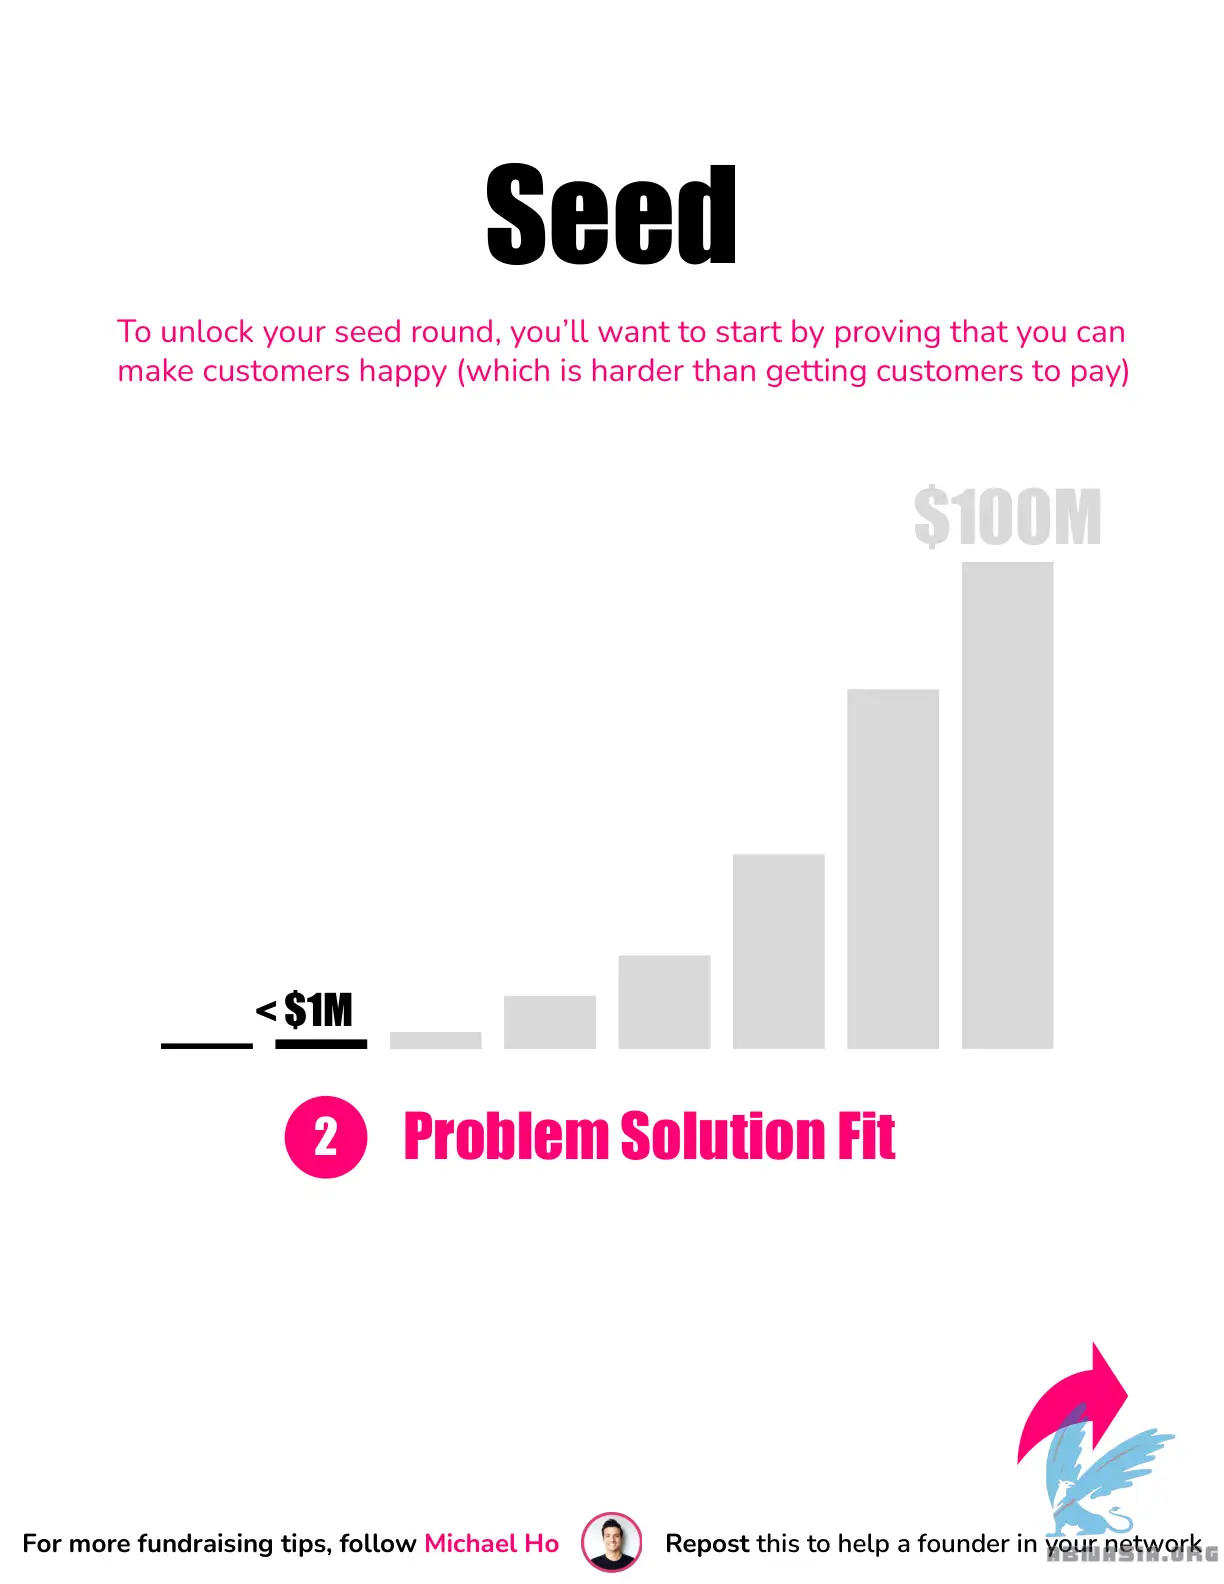 Seed
To unlock your seed round, you’ll want to start by proving that you can
make customers happy (which is harder than getting customers to pay)
$100M
< $1M
2 Problem Solution Fit
For more fundraising tips, follow Michael Ho
Repost this to help a founder in your network
ABMASIA.ORG